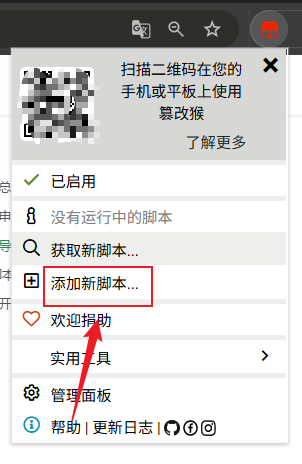 扫描二维码在您的
手机或平板上使用
篡改猴
了解更多
已启用
没有运行中的脚本
获取新脚本...
添加新脚本...
欢迎捐助
实用工具
管理面板
帮助 | 更新日志 |
总
申
导
本
开